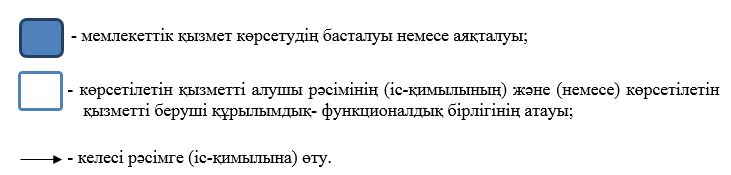 - мемлекеттік қызмет көрсетудің басталуы немесе аяқталуы;
- көрсетілетін қызметті алушы рәсімінің (іс-қимылының) және (немесе) көрсетілетін
қызметті беруші құрылымдық- функционалдық бірлігінің атауы;
- келесі рәсімге (іс-қимылына) өту.